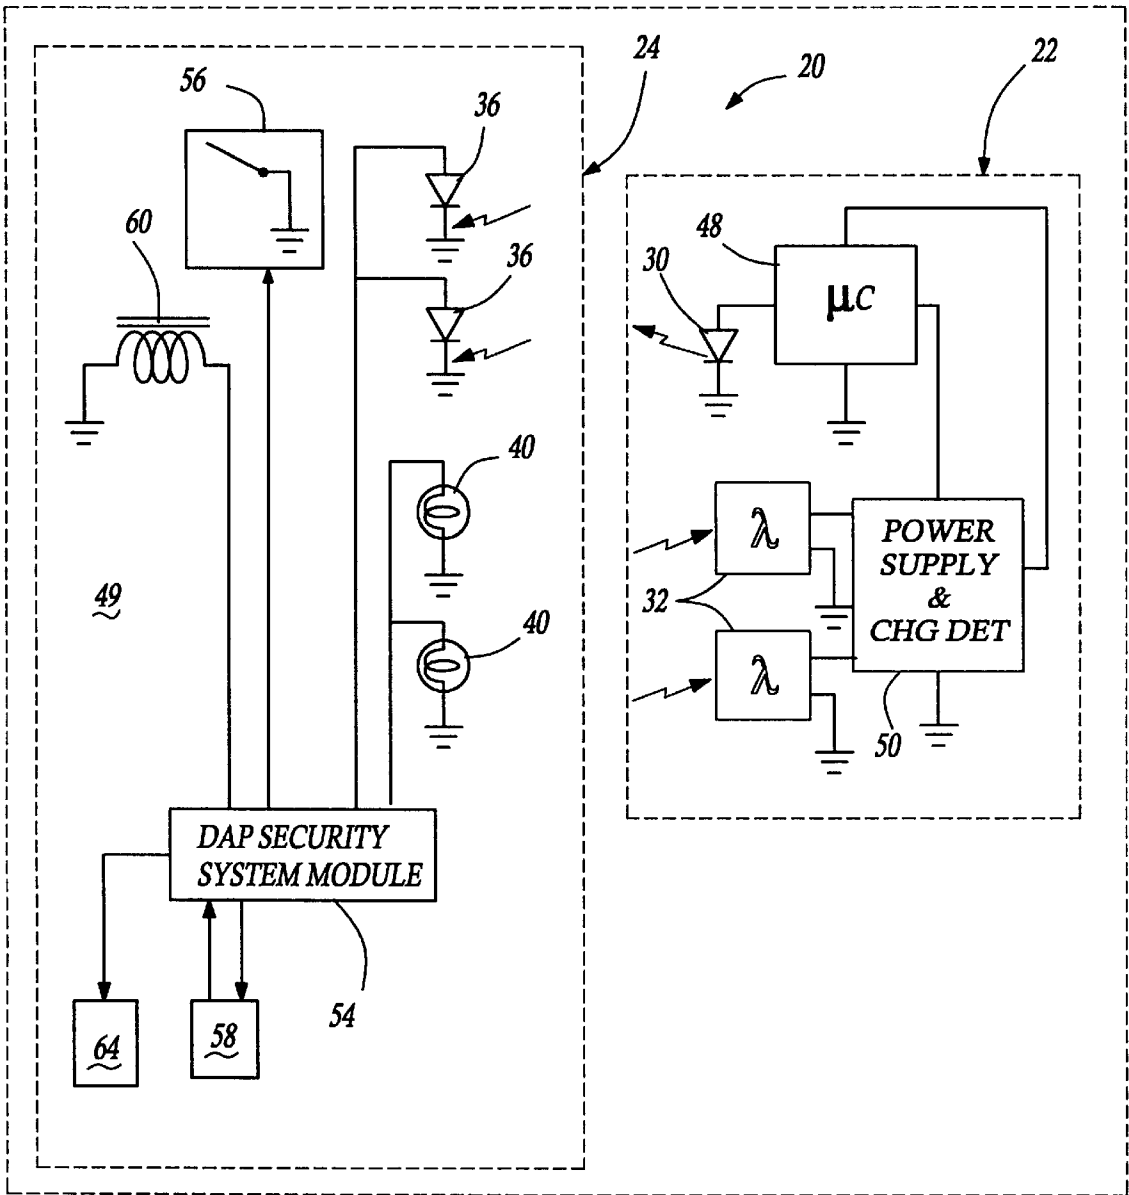 24
20
22
56
36
60
48
30
36
μC
40
POWER
SUPPLY
&
CHG DET
λ
49
32
40
λ
50
DAP SECURITY
SYSTEM MODULE
54
64
58